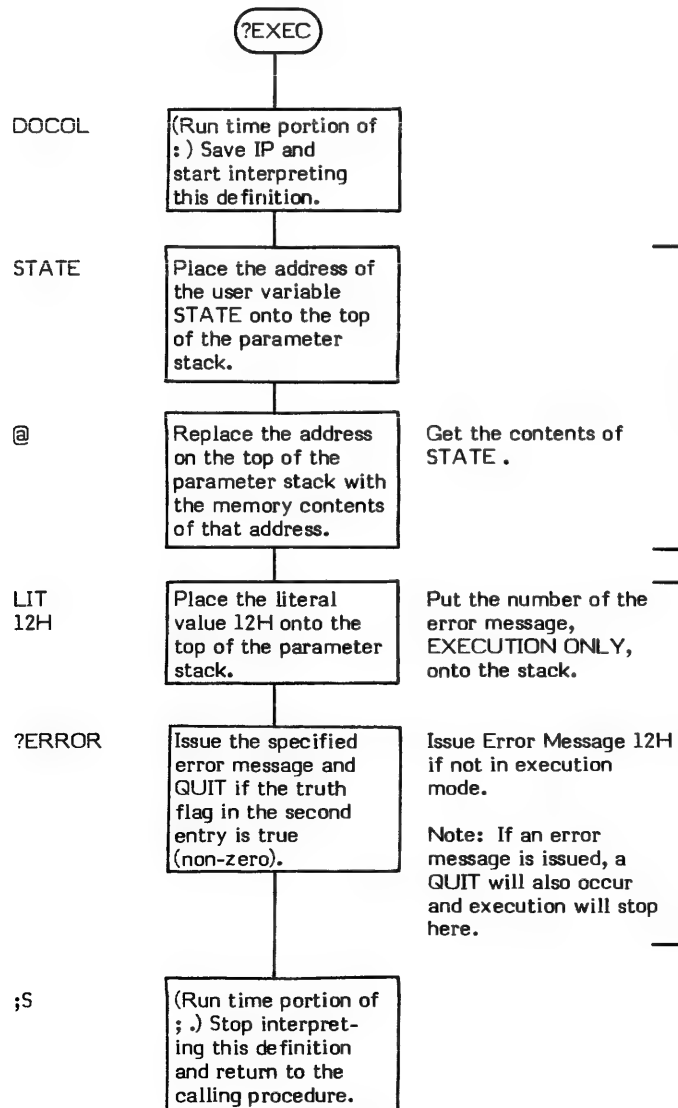 ?EXEC
DOCOL
(Run time portion of
: ) Save IP and
start interpreting
this definition.
STATE
Place the address of
the user variable
STATE onto the top
of the parameter
stack.
@
Replace the address
on the top of the
parameter stack with
the memory contents
of that address.
Get the contents of
STATE .
LIT
12H
Place the literal
value 12H onto the
top of the parameter
stack.
Put the number of the
error message,
EXECUTION ONLY,
onto the stack.
?ERROR
Issue the specified
error message and
QUIT if the truth
flag in the second
entry is true
(non-zero).
Issue Error Message 12H
if not in execution
mode.
Note: If an error
message is issued, a
QUIT will also occur
and execution will stop
here.
;S
(Run time portion of
; .) Stop interpret-
ing this definition
and return to the
calling procedure.